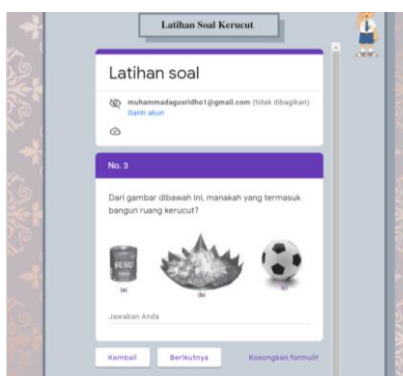 Latihan Soal Kerucut
Latihan soal
muhammadagusridho1@gmail.com (tidak dibagikan)
Ganti akun
No. 3
Dari gambar dibawah ini, manakah yang termasuk
bangun ruang kerucut?
SUSU
(a)
(b)
(c)
Jawaban Anda
Kembali
Berikutnya
Kosongkan formulir